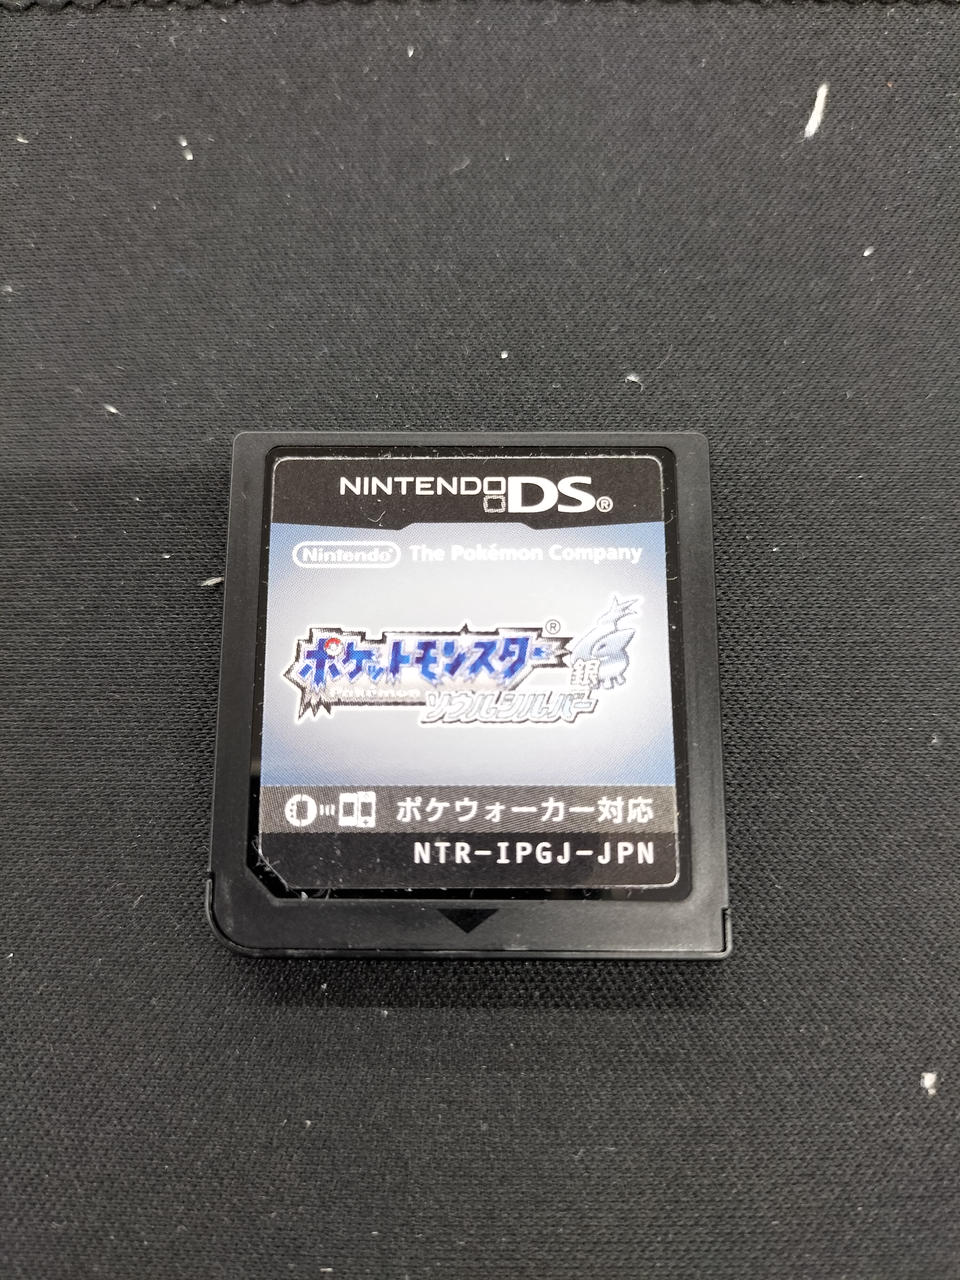 NINTENDO DS®
Nintendo® The Pokémon Company
ポケットモンスター®
Pokémon
銀
ソウルシルバー
ポケウォーカー対応
NTR-IPGJ-JPN